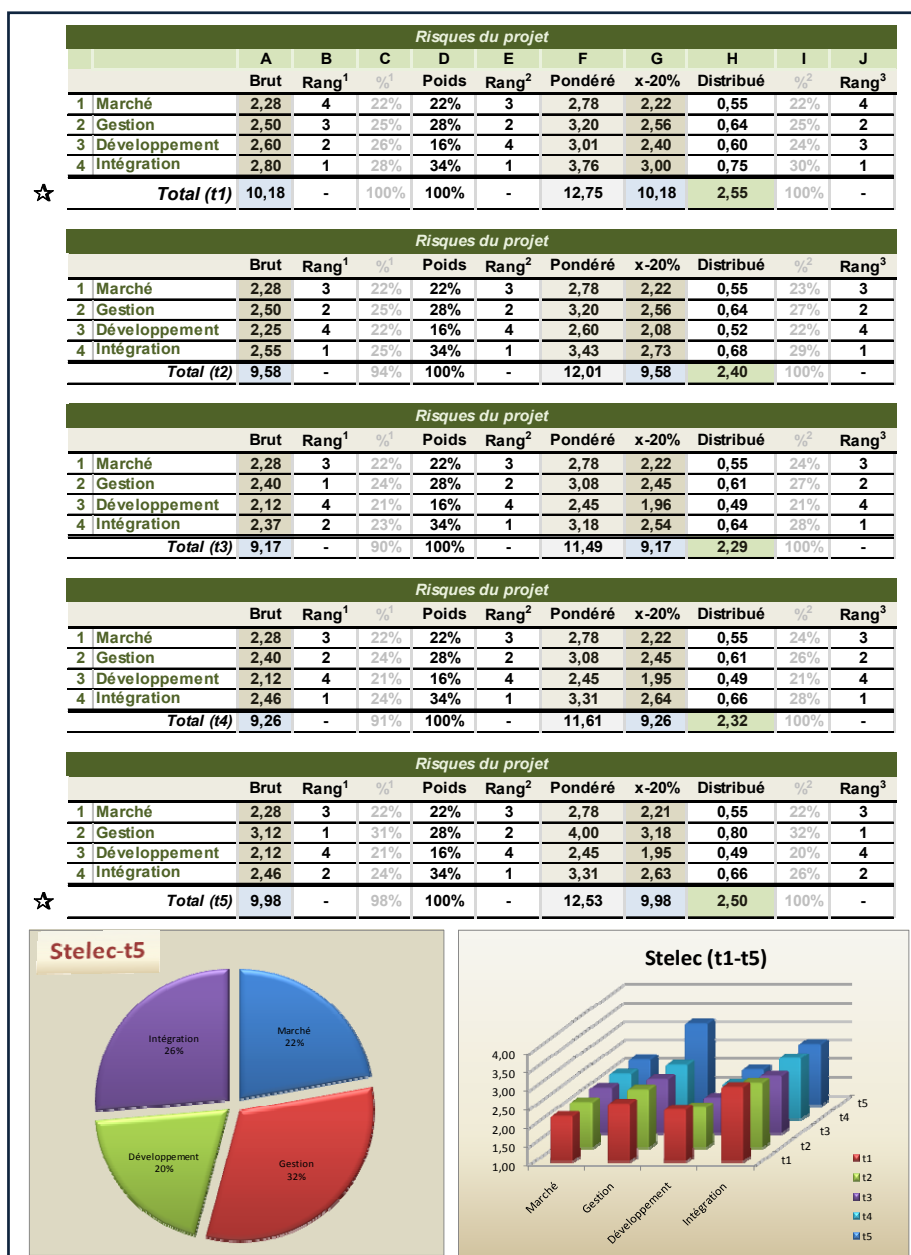 Risques du projet
A B C D E F G H I J
Brut Rang¹ %¹ Poids Rang² Pondéré x-20% Distribué %² Rang³
1 Marché 2,28 4 22% 22% 3 2,78 2,22 0,55 22% 4
2 Gestion 2,50 3 25% 28% 2 3,20 2,56 0,64 25% 2
3 Développement 2,60 2 26% 16% 4 3,01 2,40 0,60 24% 3
4 Intégration 2,80 1 28% 34% 1 3,76 3,00 0,75 30% 1
Total (t1) 10,18 - 100% 100% - 12,75 10,18 2,55 100% -
Risques du projet
Brut Rang¹ %¹ Poids Rang² Pondéré x-20% Distribué %² Rang³
1 Marché 2,28 3 22% 22% 3 2,78 2,22 0,55 23% 3
2 Gestion 2,50 2 25% 28% 2 3,20 2,56 0,64 27% 2
3 Développement 2,25 4 22% 16% 4 2,60 2,08 0,52 22% 4
4 Intégration 2,55 1 25% 34% 1 3,43 2,73 0,68 29% 1
Total (t2) 9,58 - 94% 100% - 12,01 9,58 2,40 100% -
Risques du projet
Brut Rang¹ %¹ Poids Rang² Pondéré x-20% Distribué %² Rang³
1 Marché 2,28 3 22% 22% 3 2,78 2,22 0,55 24% 3
2 Gestion 2,40 1 24% 28% 2 3,08 2,45 0,61 27% 2
3 Développement 2,12 4 21% 16% 4 2,45 1,96 0,49 21% 4
4 Intégration 2,37 2 23% 34% 1 3,18 2,54 0,64 28% 1
Total (t3) 9,17 - 90% 100% - 11,49 9,17 2,29 100% -
Risques du projet
Brut Rang¹ %¹ Poids Rang² Pondéré x-20% Distribué %² Rang³
1 Marché 2,28 3 22% 22% 3 2,78 2,22 0,55 24% 3
2 Gestion 2,40 2 24% 28% 2 3,08 2,45 0,61 26% 2
3 Développement 2,12 4 21% 16% 4 2,45 1,95 0,49 21% 4
4 Intégration 2,46 1 24% 34% 1 3,31 2,64 0,66 28% 1
Total (t4) 9,26 - 91% 100% - 11,61 9,26 2,32 100% -
Risques du projet
Brut Rang¹ %¹ Poids Rang² Pondéré x-20% Distribué %² Rang³
1 Marché 2,28 3 22% 22% 3 2,78 2,21 0,55 22% 3
2 Gestion 3,12 1 31% 28% 2 4,00 3,18 0,80 32% 1
3 Développement 2,12 4 21% 16% 4 2,45 1,95 0,49 20% 4
4 Intégration 2,46 2 24% 34% 1 3,31 2,63 0,66 26% 2
Total (t5) 9,98 - 98% 100% - 12,53 9,98 2,50 100% -
Stelec-t5
Marché
22%
Gestion
32%
Développement
20%
Intégration
26%
Stelec (t1-t5)
4,00
3,50
3,00
2,50
2,00
1,50
1,00
Marché
Gestion
Développement
Intégration
t1
t2
t3
t4
t5
t1
t2
t3
t4
t5